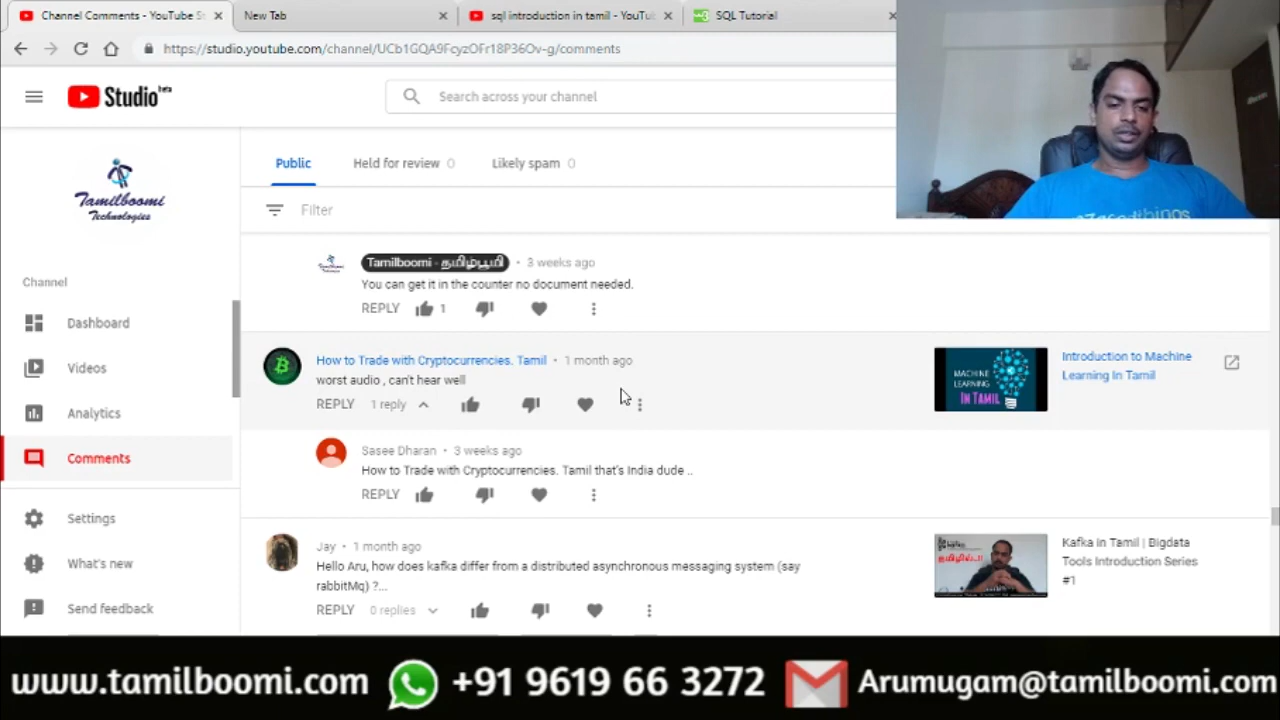 Channel Comments - YouTube St
New Tab
sql introduction in tamil - YouTu
SQL Tutorial
https://studio.youtube.com/channel/UCb1GQA9FcyzOFr18P36Ov-g/comments
Studio beta
Search across your channel
Tamilboomi
Technologies
Public
Held for review 0
Likely spam 0
Filter
Channel
Dashboard
Videos
Analytics
Comments
Settings
What's new
Send feedback
Tamilboomi - தமிழ்பூமி • 3 weeks ago
You can get it in the counter no document needed.
REPLY 1
How to Trade with Cryptocurrencies. Tamil • 1 month ago
worst audio , can't hear well
REPLY 1 reply
MACHINE
LEARNING
IN TAMIL
Introduction to Machine
Learning In Tamil
Sasee Dharan • 3 weeks ago
How to Trade with Cryptocurrencies. Tamil that's India dude ..
REPLY
Jay • 1 month ago
Hello Aru, how does kafka differ from a distributed asynchronous messaging system (say
rabbitMq) ?...
REPLY 0 replies
Kafka in Tamil | Bigdata
Tools Introduction Series
#1
www.tamilboomi.com
+91 9619 66 3272
Arumugam@tamilboomi.com